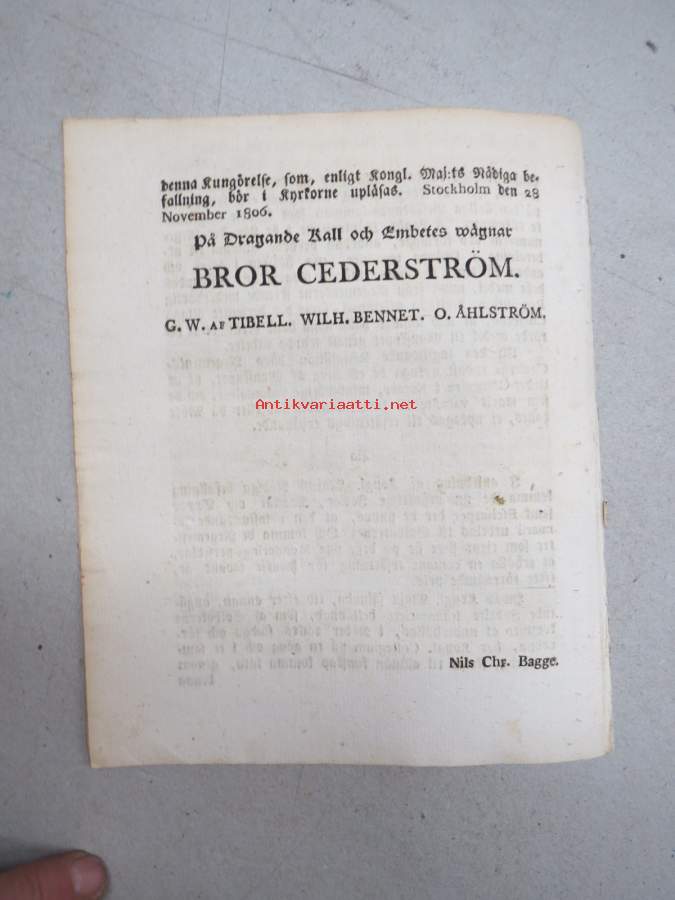 denna Kungörelse, som, enligt Kongl. Maj:ts Nådiga be-
fallning, bör i Kyrkorne upläsas. Stockholm den 28
November 1806.
På Dragande Kall och Embetes wägnar
BROR CEDERSTRÖM.
G. W. AF TIBELL. WILH. BENNET. O. ÅHLSTRÖM.
Antikvariaatti.net
Nils Chr. Bagge.